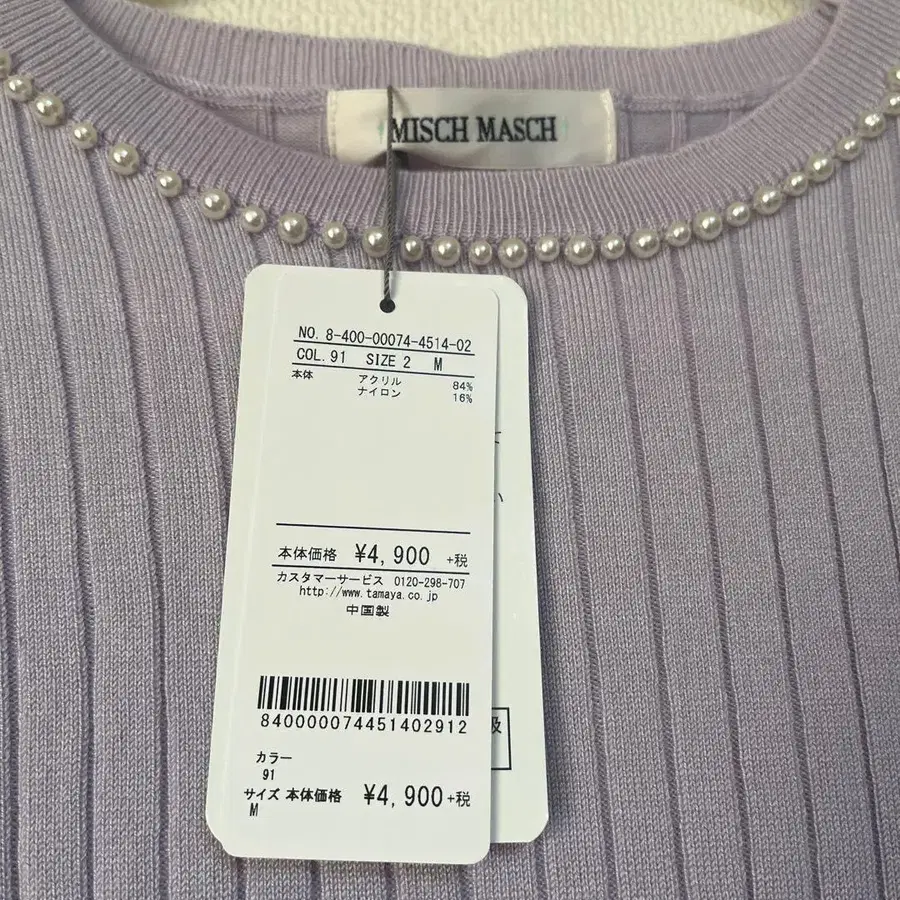 MISCH MASCH
NO. 8-400-00074-4514-02
COL. 91 SIZE 2 M
本体 アクリル 84%
ナイロン 16%
本体価格 ¥4,900 +税
カスタマーサービス 0120-298-707
http://www.tamaya.co.jp
中国製
840000074451402912
カラー
91
サイズ 本体価格 ¥4,900+税
M